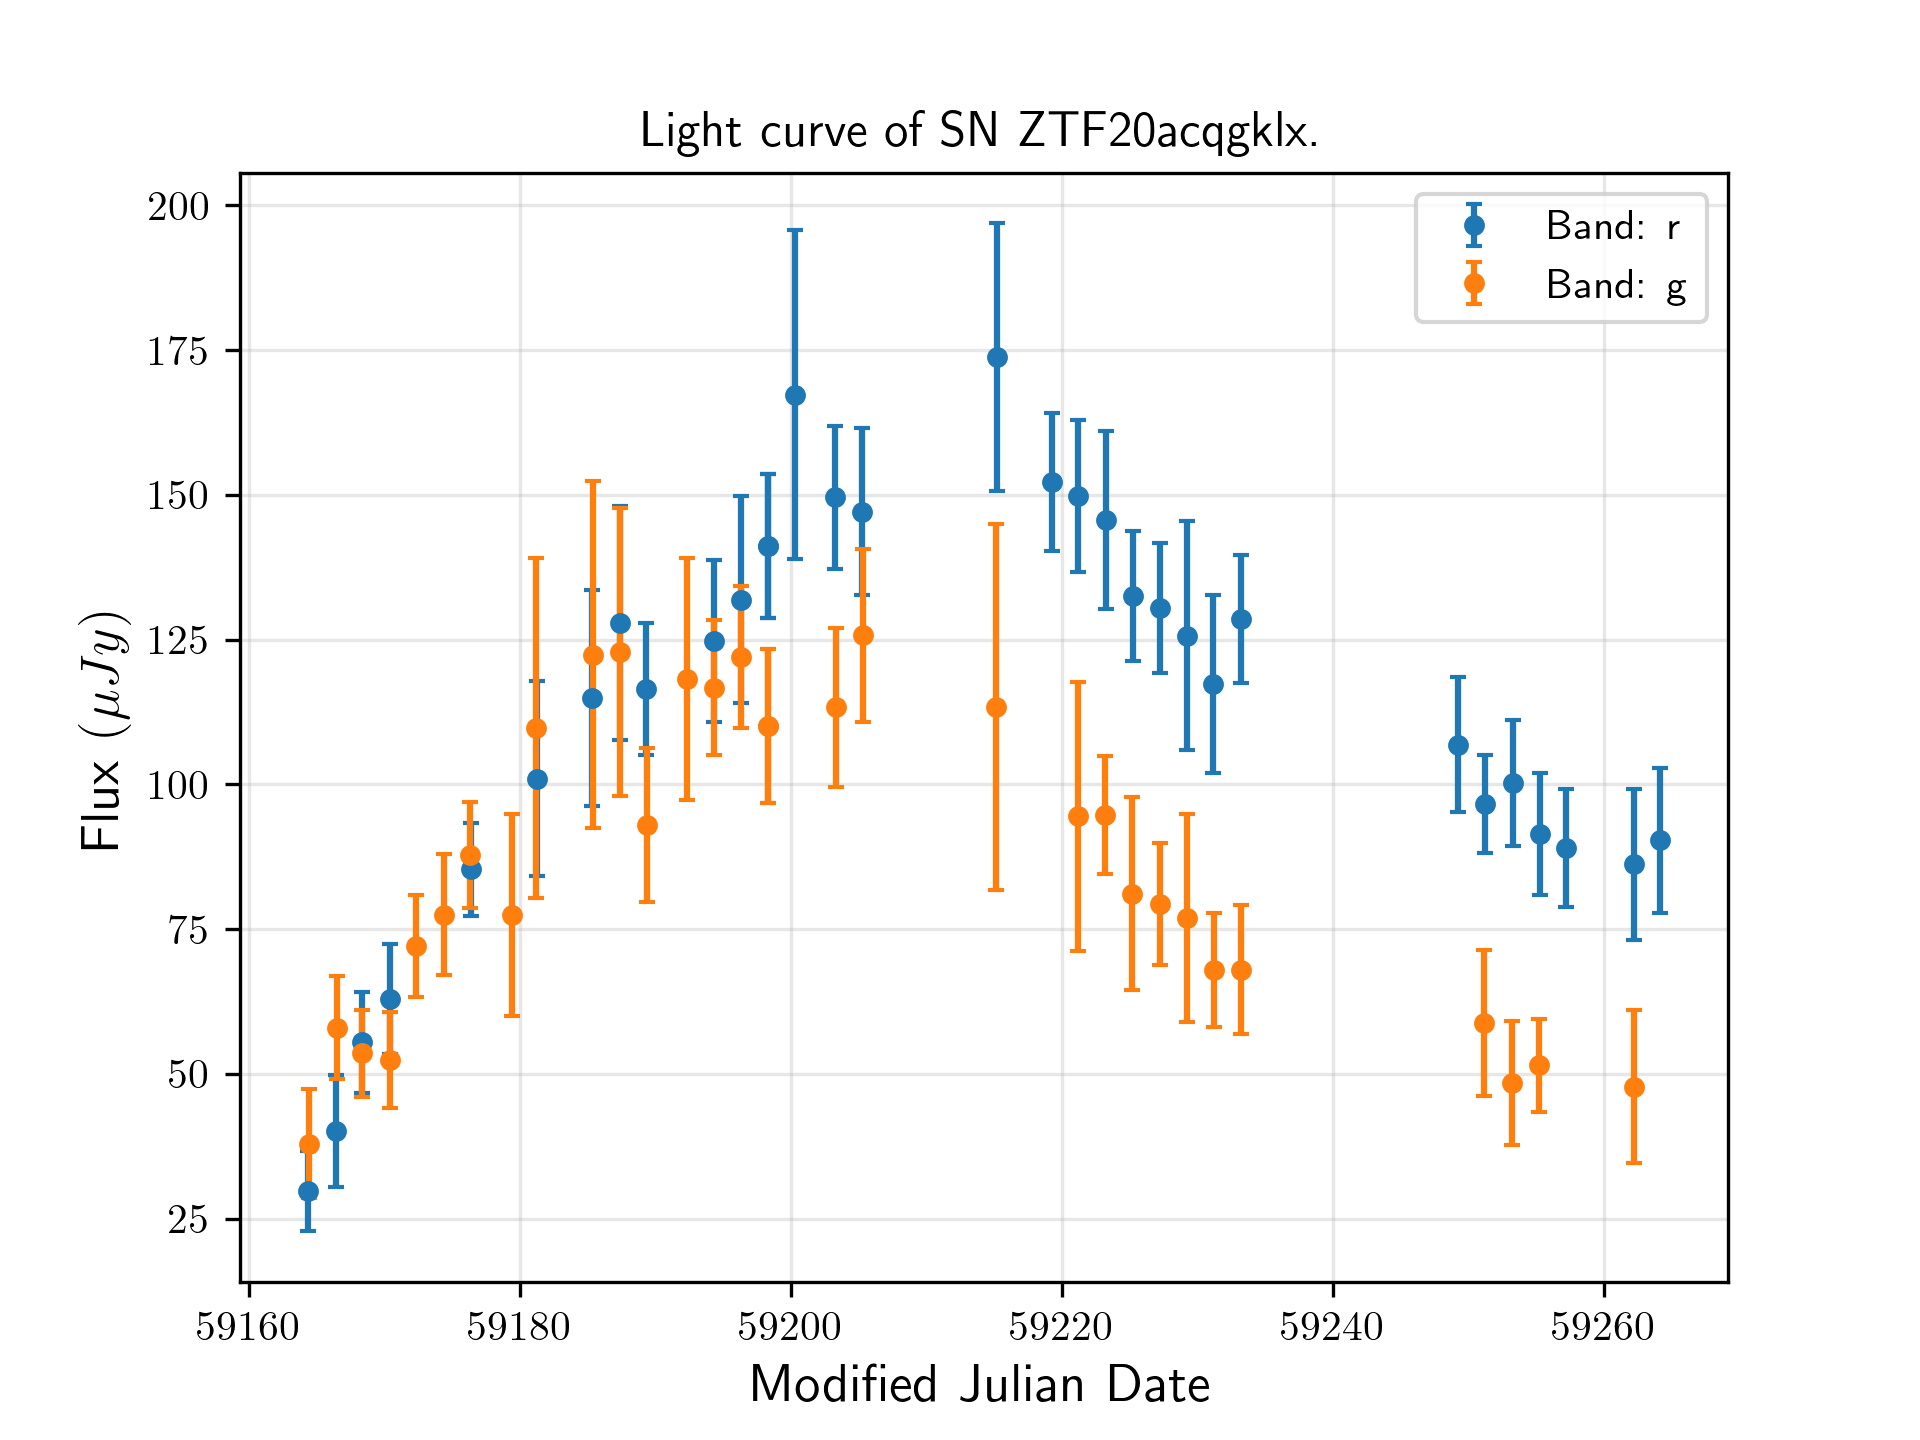 Light curve of SN ZTF20acqgklx.
Band: r
Band: g
200
175
150
125
100
75
50
25
Flux (μJy)
59160 59180 59200 59220 59240 59260
Modified Julian Date